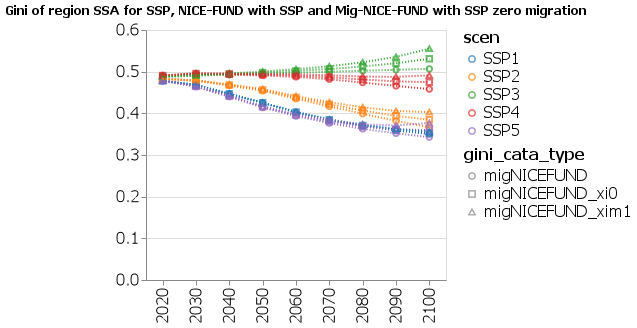 Gini of region SSA for SSP, NICE-FUND with SSP and Mig-NICE-FUND with SSP zero migration
0.6
0.5
0.4
0.3
0.2
0.1
0.0
2020
2030
2040
2050
2060
2070
2080
2090
2100
scen
SSP1
SSP2
SSP3
SSP4
SSP5
gini_cata_type
migNICEFUND
migNICEFUND_xi0
migNICEFUND_xim1